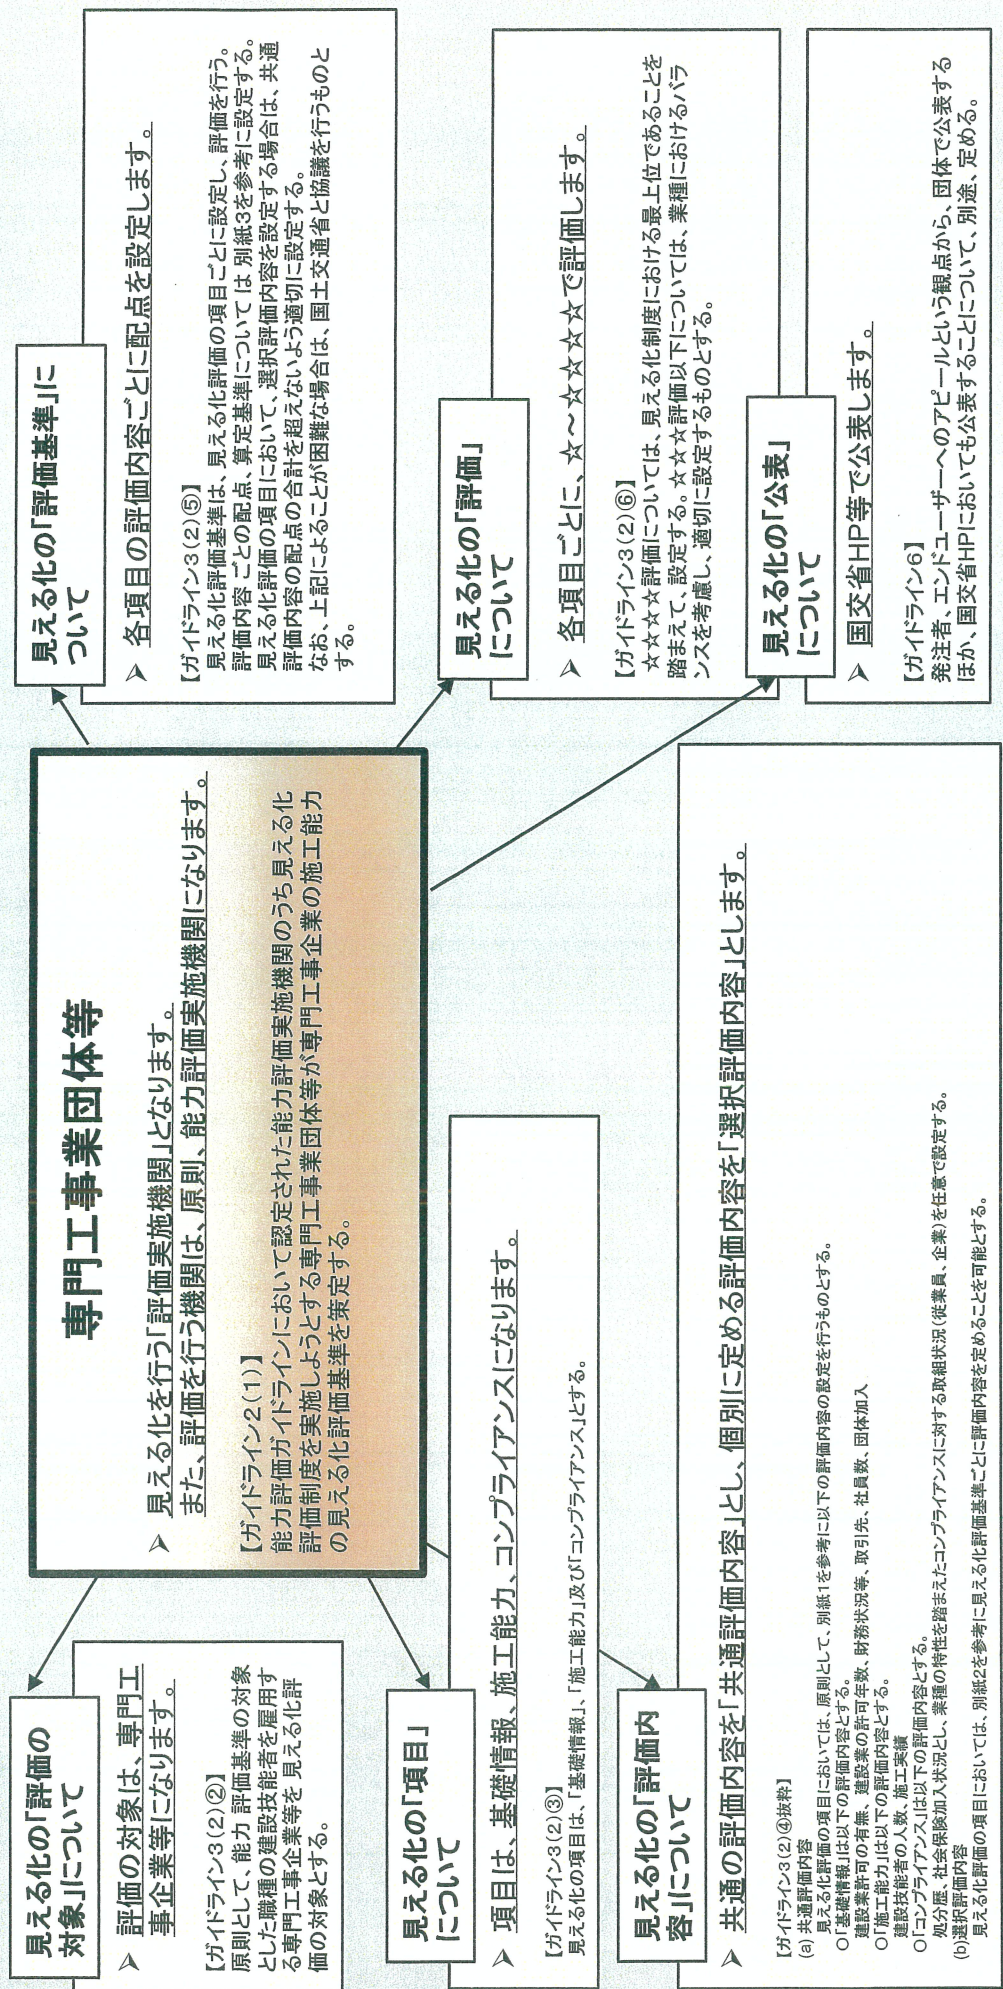 専門工事業団体等
➢ 見える化を行う「評価実施機関」となります。
また、評価を行う機関は、原則、能力評価実施機関になります。
【ガイドライン2(1)】
能力評価ガイドラインにおいて認定された能力評価実施機関のうち見える化
評価制度を実施しようとする専門工事業団体等が専門工事企業の施工能力
の見える化評価基準を策定する。
見える化の「評価の
対象」について
➢ 評価の対象は、専門工
事企業等になります。
【ガイドライン3(2)②】
原則として、能力 評価基準の対象
とした職種の建設技能者を雇用す
る専門工事企業等を 見える化評
価の対象とする。
見える化の「項目」
について
➢ 項目は、基礎情報、施工能力、コンプライアンスになります。
【ガイドライン3(2)③】
見える化の項目は、「基礎情報」、「施工能力」及び「コンプライアンス」とする。
見える化の「評価内
容」について
➢ 共通の評価内容を「共通評価内容」とし、個別に定める評価内容を「選択評価内容」とします。
【ガイドライン3(2)④抜粋】
(a) 共通評価内容
見える化評価の項目においては、原則として、別紙1を参考に以下の評価内容の設定を行うものとする。
○「基礎情報」は以下の評価内容とする。
建設業許可の有無、建設業の許可年数、財務状況等、取引先、社員数、団体加入
○「施工能力」は以下の評価内容とする。
建設技能者の人数、施工実績
○「コンプライアンス」は以下の評価内容とする。
処分歴、社会保険加入状況とし、業種の特性を踏まえたコンプライアンスに対する取組状況(従業員、企業)を任意で設定する。
(b)選択評価内容
見える化評価の項目においては、別紙2を参考に見える化評価基準ごとに評価内容を定めることを可能とする。
見える化の「評価基準」に
ついて
➢ 各項目の評価内容ごとに配点を設定します。
【ガイドライン3(2)⑤】
見える化評価基準は、見える化評価の項目ごとに設定し、評価を行う。
評価内容 ごとの配点、算定基準については 別紙3を参考に設定する。
見える化評価の項目において、選択評価内容を設定する場合は、共通
評価内容の配点の合計を超えないよう適切に設定する。
なお、上記によることが困難な場合は、国土交通省と協議を行うものと
する。
見える化の「評価」
について
➢ 各項目ごとに、☆~☆☆☆☆で評価します。
【ガイドライン3(2)⑥】
☆☆☆☆評価については、見える化制度における最上位であることを
踏まえて、設定する。☆☆☆評価以下については、業種におけるバラ
ンスを考慮し、適切に設定するものとする。
見える化の「公表」
について
➢ 国交省HP等で公表します。
【ガイドライン6】
発注者、エンドユーザーへのアピールという観点から、団体で公表する
ほか、国交省HPにおいても公表することについて、別途、定める。